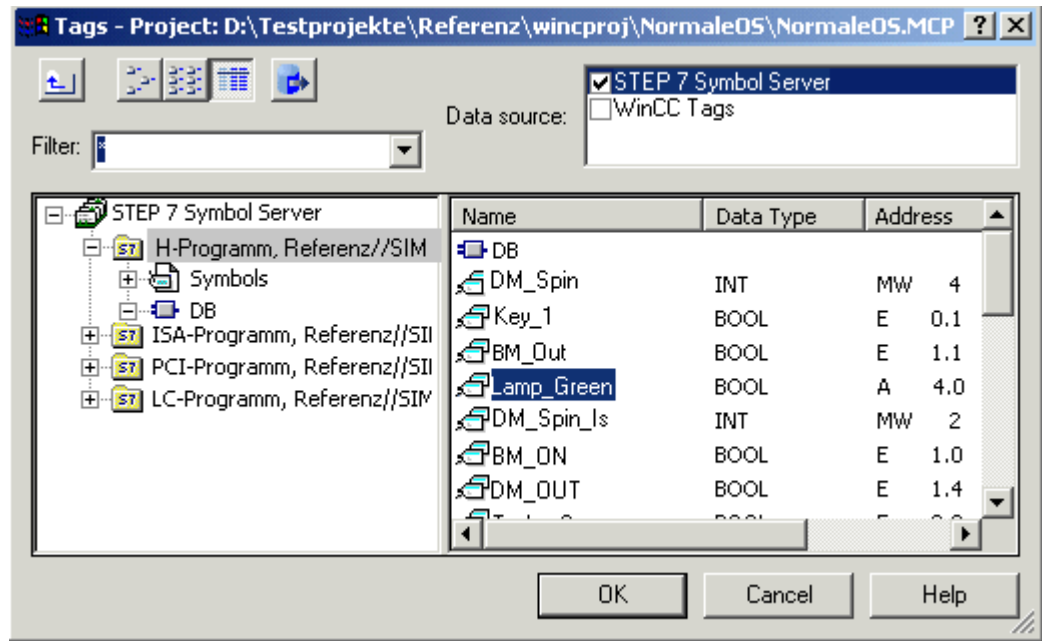 Tags - Project: D:\Testprojekte\Referenz\wincproj\NormaleOS\NormaleOS.MCP
Data source:
STEP 7 Symbol Server
WinCC Tags
Filter: *
STEP 7 Symbol Server
H-Programm, Referenz//SIM
Symbols
DB
ISA-Programm, Referenz//SII
PCI-Programm, Referenz//SII
LC-Programm, Referenz//SIM
Name Data Type Address
DB
DM_Spin INT MW 4
Key_1 BOOL E 0.1
BM_Out BOOL E 1.1
Lamp_Green BOOL A 4.0
DM_Spin_Is INT MW 2
BM_ON BOOL E 1.0
DM_OUT BOOL E 1.4
OK Cancel Help